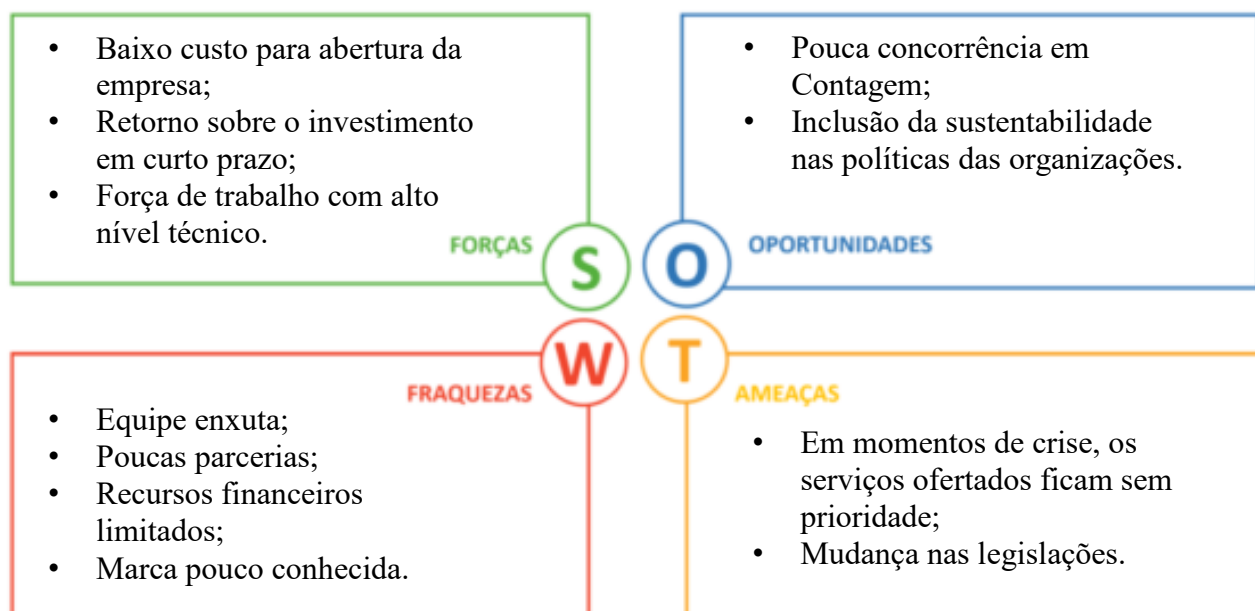 • Baixo custo para abertura da
empresa;
• Retorno sobre o investimento
em curto prazo;
• Força de trabalho com alto
nível técnico.
FORÇAS
S
• Pouca concorrência em
Contagem;
• Inclusão da sustentabilidade
nas políticas das organizações.
O
OPORTUNIDADES
FRAQUEZAS
W
• Equipe enxuta;
• Poucas parcerias;
• Recursos financeiros
limitados;
• Marca pouco conhecida.
T
AMEAÇAS
• Em momentos de crise, os
serviços ofertados ficam sem
prioridade;
• Mudança nas legislações.